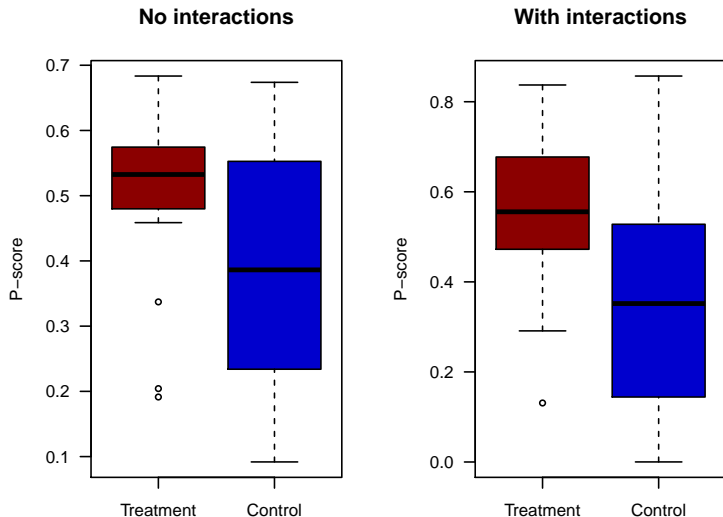 No interactions
P−score
0.7
0.6
0.5
0.4
0.3
0.2
0.1
Treatment
Control
With interactions
P−score
0.8
0.6
0.4
0.2
0.0
Treatment
Control